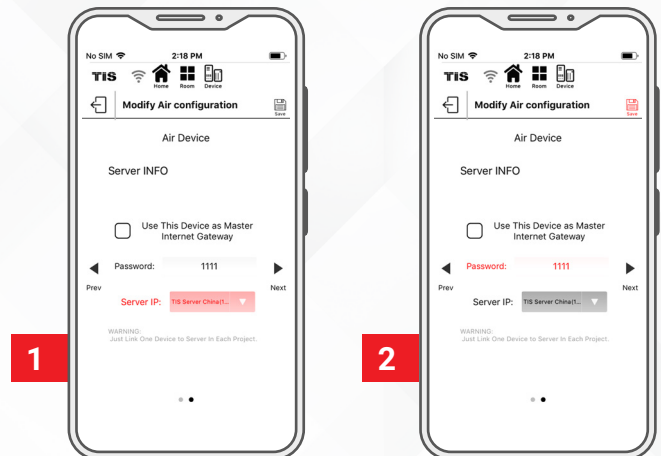 No SIM 2:18 PM
TIS Home Room Device
Modify Air configuration Save
Air Device
Server INFO
Use This Device as Master
Internet Gateway
Password: 1111
Prev Next
Server IP: TIS Server China(1...
WARNING:
Just Link One Device to Server In Each Project.
1
No SIM 2:18 PM
TIS Home Room Device
Modify Air configuration Save
Air Device
Server INFO
Use This Device as Master
Internet Gateway
Password: 1111
Prev Next
Server IP: TIS Server China(1...
WARNING:
Just Link One Device to Server In Each Project.
2